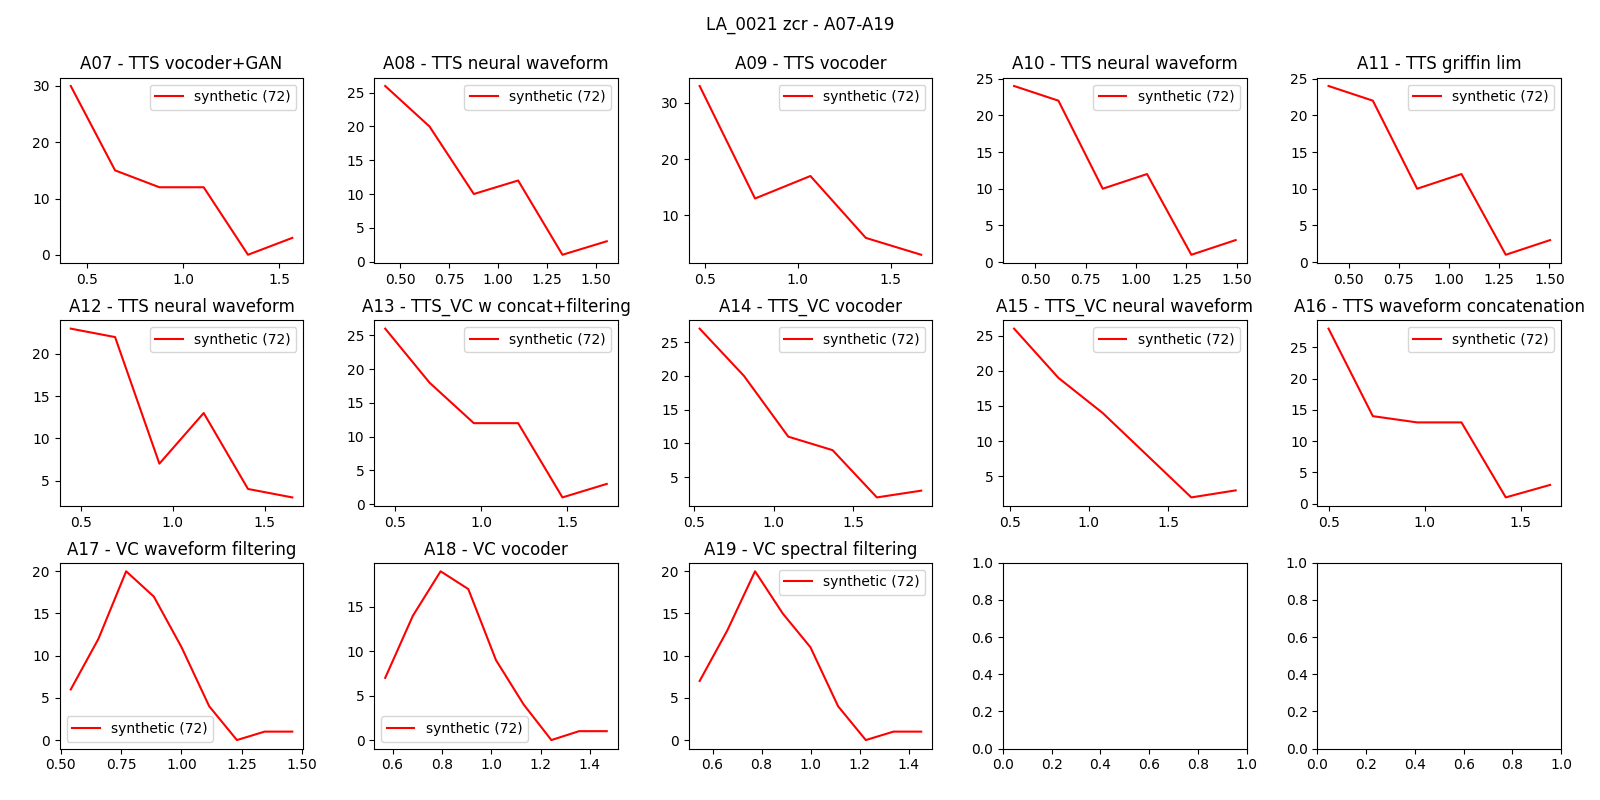 LA_0021 zcr - A07-A19
A07 - TTS vocoder+GAN
A08 - TTS neural waveform
A09 - TTS vocoder
A10 - TTS neural waveform
A11 - TTS griffin lim
synthetic (72)
synthetic (72)
synthetic (72)
synthetic (72)
synthetic (72)
30
20
10
0
0.5 1.0 1.5
25
20
15
10
5
0
0.50 0.75 1.00 1.25 1.50
30
20
10
0.5 1.0 1.5
25
20
15
10
5
0
0.50 0.75 1.00 1.25 1.50
25
20
15
10
5
0
0.50 0.75 1.00 1.25 1.50
A12 - TTS neural waveform
A13 - TTS_VC w concat+filtering
A14 - TTS_VC vocoder
A15 - TTS_VC neural waveform
A16 - TTS waveform concatenation
synthetic (72)
synthetic (72)
synthetic (72)
synthetic (72)
synthetic (72)
20
15
10
5
0.5 1.0 1.5
25
20
15
10
5
0
0.5 1.0 1.5
25
20
15
10
5
0.5 1.0 1.5
25
20
15
10
5
0.5 1.0 1.5
25
20
15
10
5
0
0.5 1.0 1.5
A17 - VC waveform filtering
A18 - VC vocoder
A19 - VC spectral filtering
20
15
10
5
0
synthetic (72)
0.50 0.75 1.00 1.25 1.50
15
10
5
0
synthetic (72)
0.6 0.8 1.0 1.2 1.4
synthetic (72)
20
15
10
5
0
0.6 0.8 1.0 1.2 1.4
1.0
0.8
0.6
0.4
0.2
0.0
0.0 0.2 0.4 0.6 0.8 1.0
1.0
0.8
0.6
0.4
0.2
0.0
0.0 0.2 0.4 0.6 0.8 1.0